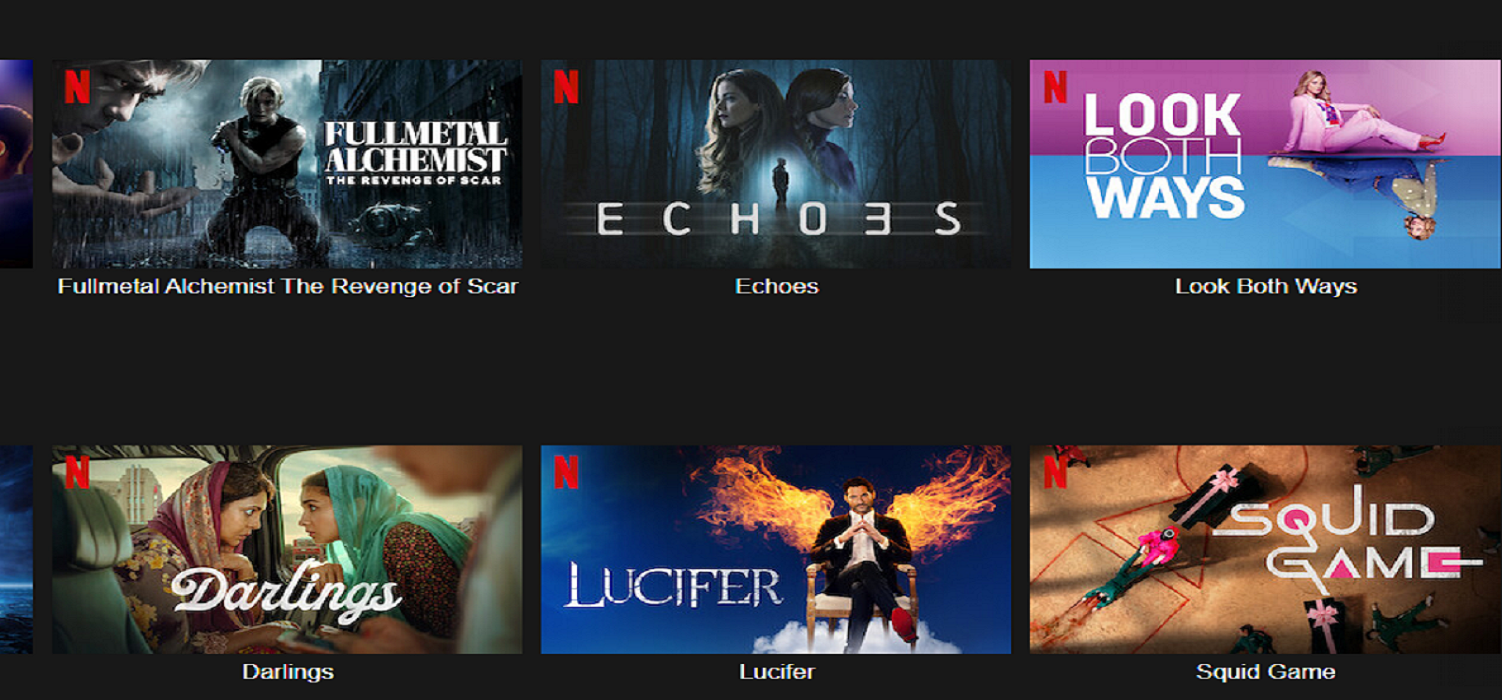 N
FULLMETAL
ALCHEMIST
THE REVENGE OF SCAR
Fullmetal Alchemist The Revenge of Scar
N
ECHOƎS
Echoes
N
LOOK
BOTH
WAYS
Look Both Ways
N
Darlings
Darlings
N
LUCIFER
Lucifer
N
SQUID
GAME
Squid Game